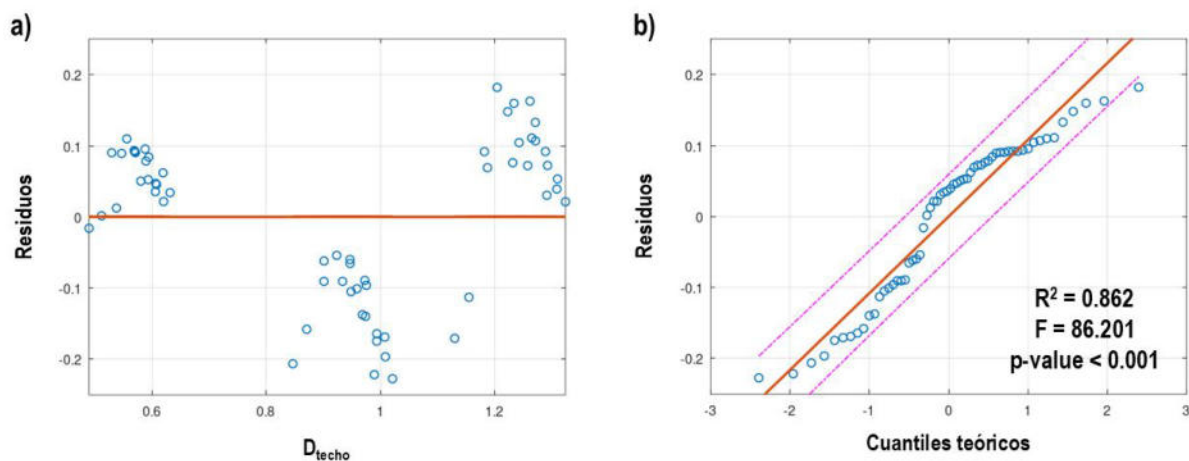 a)
Residuos
0.2
0.1
0
-0.1
-0.2
0.6
0.8
1
1.2
D_techo
b)
Residuos
0.2
0.1
0
-0.1
-0.2
R² = 0.862
F = 86.201
p-value < 0.001
-3
-2
-1
0
1
2
3
Cuantiles teóricos